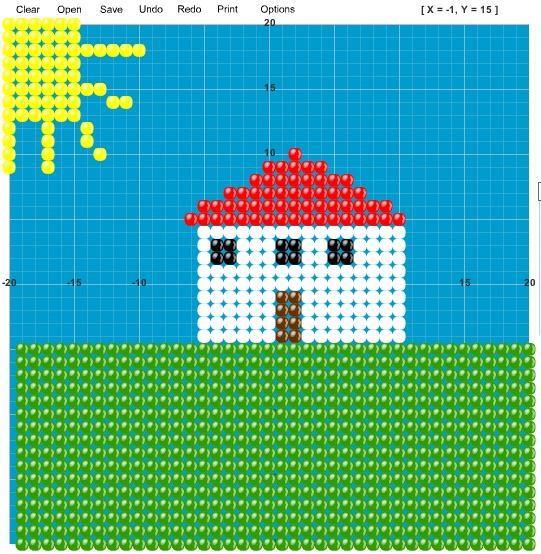 Clear Open Save Undo Redo Print Options [ X = -1, Y = 15 ]
20
15
10
-20 -15 -10 15 20